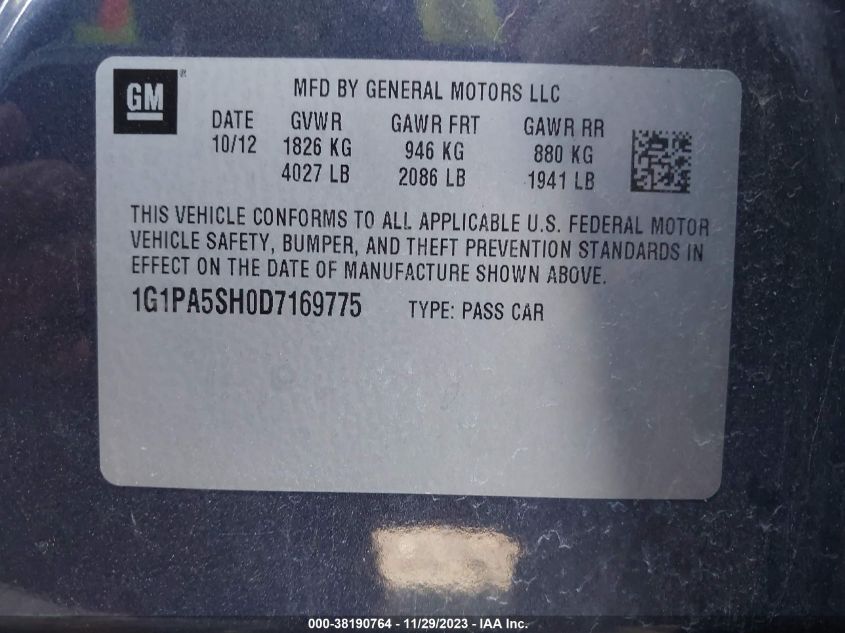 GM
MFD BY GENERAL MOTORS LLC
DATE GVWR GAWR FRT GAWR RR
10/12 1826 KG 946 KG 880 KG
4027 LB 2086 LB 1941 LB
THIS VEHICLE CONFORMS TO ALL APPLICABLE U.S. FEDERAL MOTOR
VEHICLE SAFETY, BUMPER, AND THEFT PREVENTION STANDARDS IN
EFFECT ON THE DATE OF MANUFACTURE SHOWN ABOVE.
1G1PA5SH0D7169775 TYPE: PASS CAR
000-38190764 - 11/29/2023 - IAA Inc.